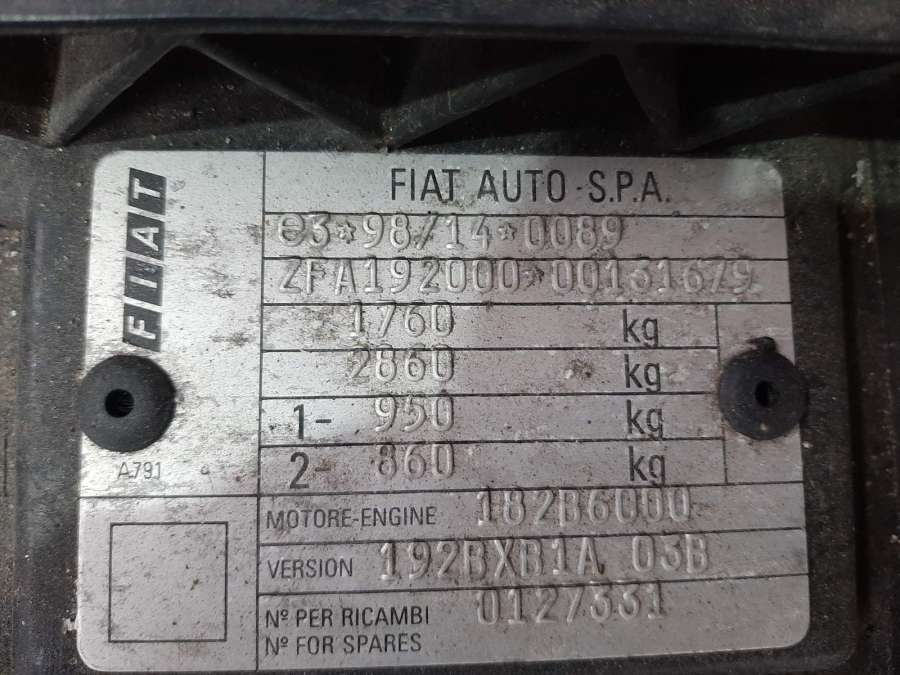 FIAT
FIAT AUTO S.P.A.
e3*98/14*0089
ZFA192000*00131679
1760 kg
2860 kg
1- 950 kg
2- 860 kg
A.791
MOTORE-ENGINE 182B6000
VERSION 192BXB1A 03B
Nº PER RICAMBI 0127331
Nº FOR SPARES